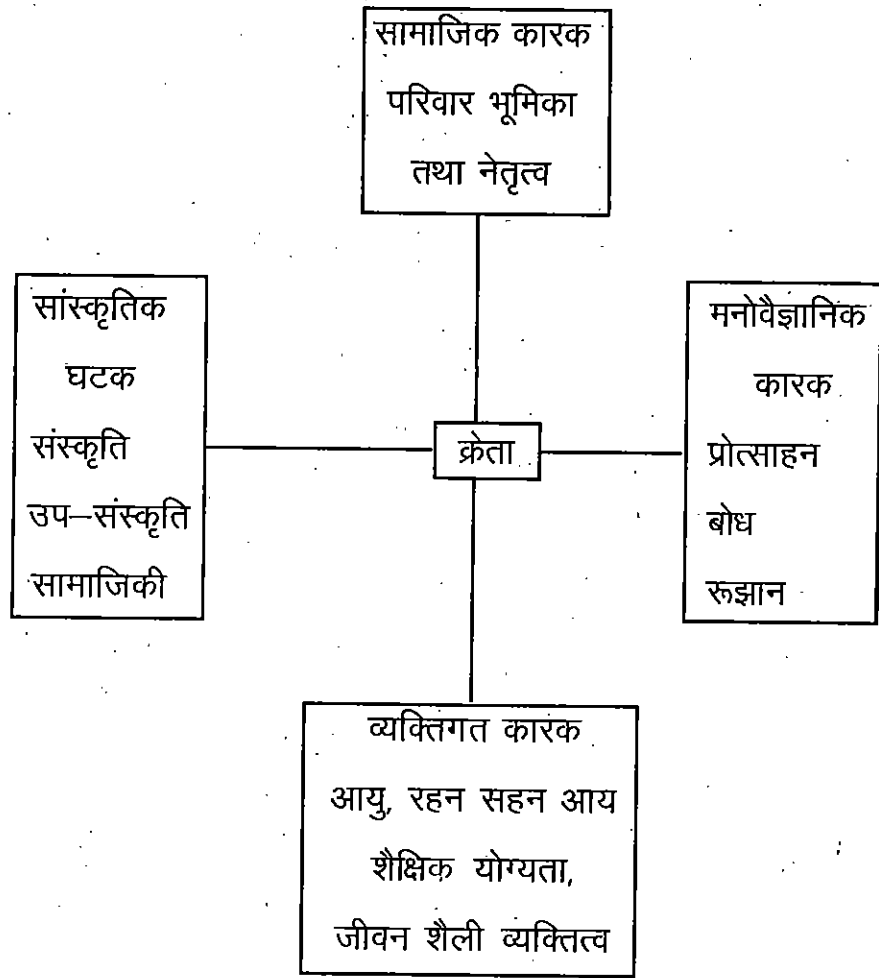 सामाजिक कारक
परिवार भूमिका
तथा नेतृत्व
सांस्कृतिक
घटक
संस्कृति
उप–संस्कृति
सामाजिकी
क्रेता
मनोवैज्ञानिक
कारक
प्रोत्साहन
बोध
रूझान
व्यक्तिगत कारक
आयु, रहन सहन आय
शैक्षिक योग्यता,
जीवन शैली व्यक्तित्व